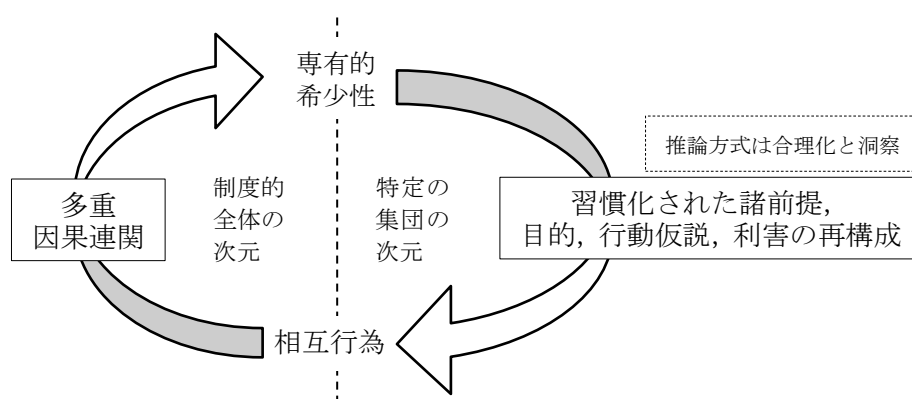 専有的
希少性
推論方式は合理化と洞察
多重
因果連関
制度的
全体の
次元
特定の
集団の
次元
習慣化された諸前提,
目的, 行動仮説, 利害の再構成
相互行為